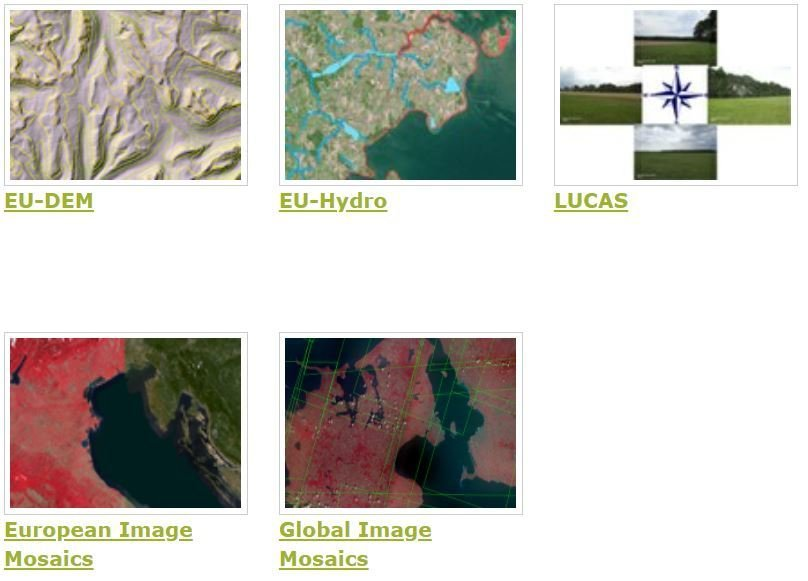 EU-DEM
EU-Hydro
LUCAS
European Image
Mosaics
Global Image
Mosaics